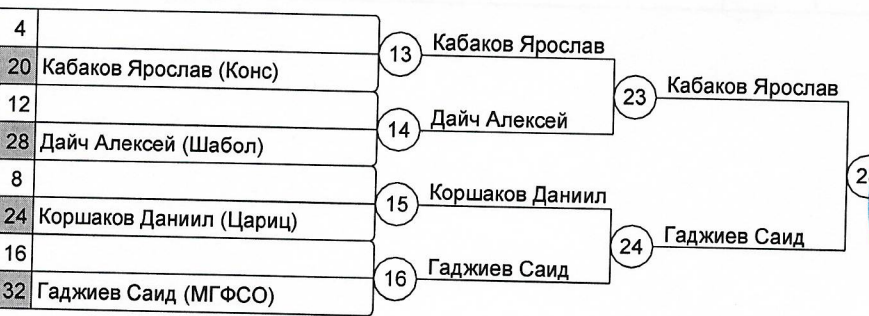 4
20 Кабаков Ярослав (Конс)
12
28 Дайч Алексей (Шабол)
8
24 Коршаков Даниил (Цариц)
16
32 Гаджиев Саид (МГФСО)
13 Кабаков Ярослав
14 Дайч Алексей
15 Коршаков Даниил
16 Гаджиев Саид
23 Кабаков Ярослав
24 Гаджиев Саид